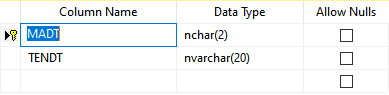 Column Name Data Type Allow Nulls
MADT nchar(2)
TENDT nvarchar(20)